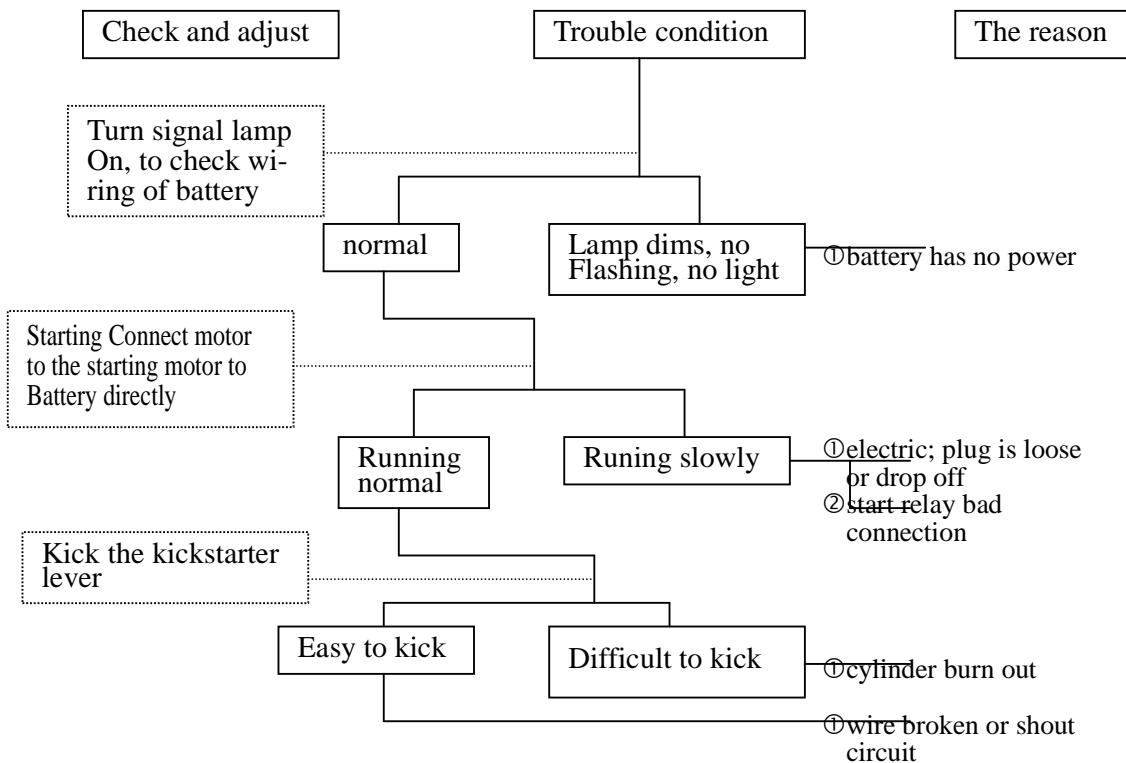 Check and adjust
Trouble condition
The reason
Turn signal lamp
On, to check wi-
ring of battery
normal
Lamp dims, no
Flashing, no light
①battery has no power
Starting Connect motor
to the starting motor to
Battery directly
Running
normal
Runing slowly
①electric; plug is loose
or drop off
②start relay bad
connection
Kick the kickstarter
lever
Easy to kick
Difficult to kick
①cylinder burn out
①wire broken or shout
circuit